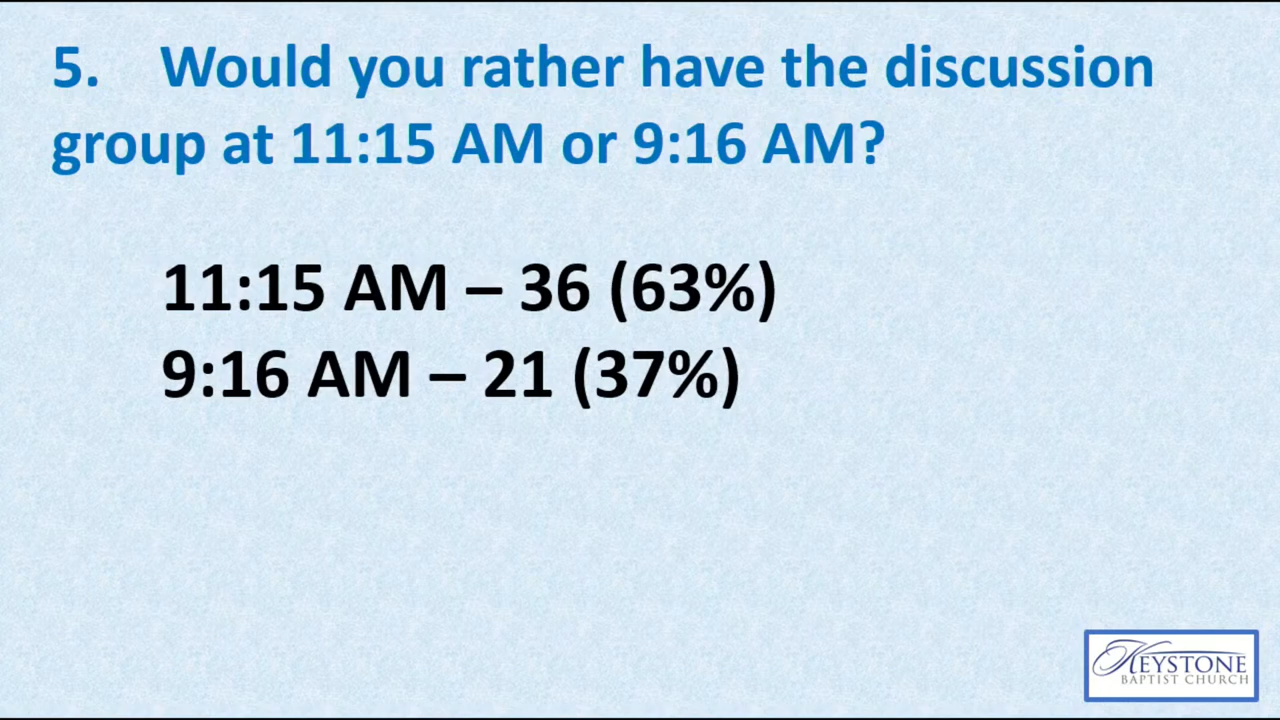 5. Would you rather have the discussion
group at 11:15 AM or 9:16 AM?
11:15 AM – 36 (63%)
9:16 AM – 21 (37%)
KEYSTONE
BAPTIST CHURCH